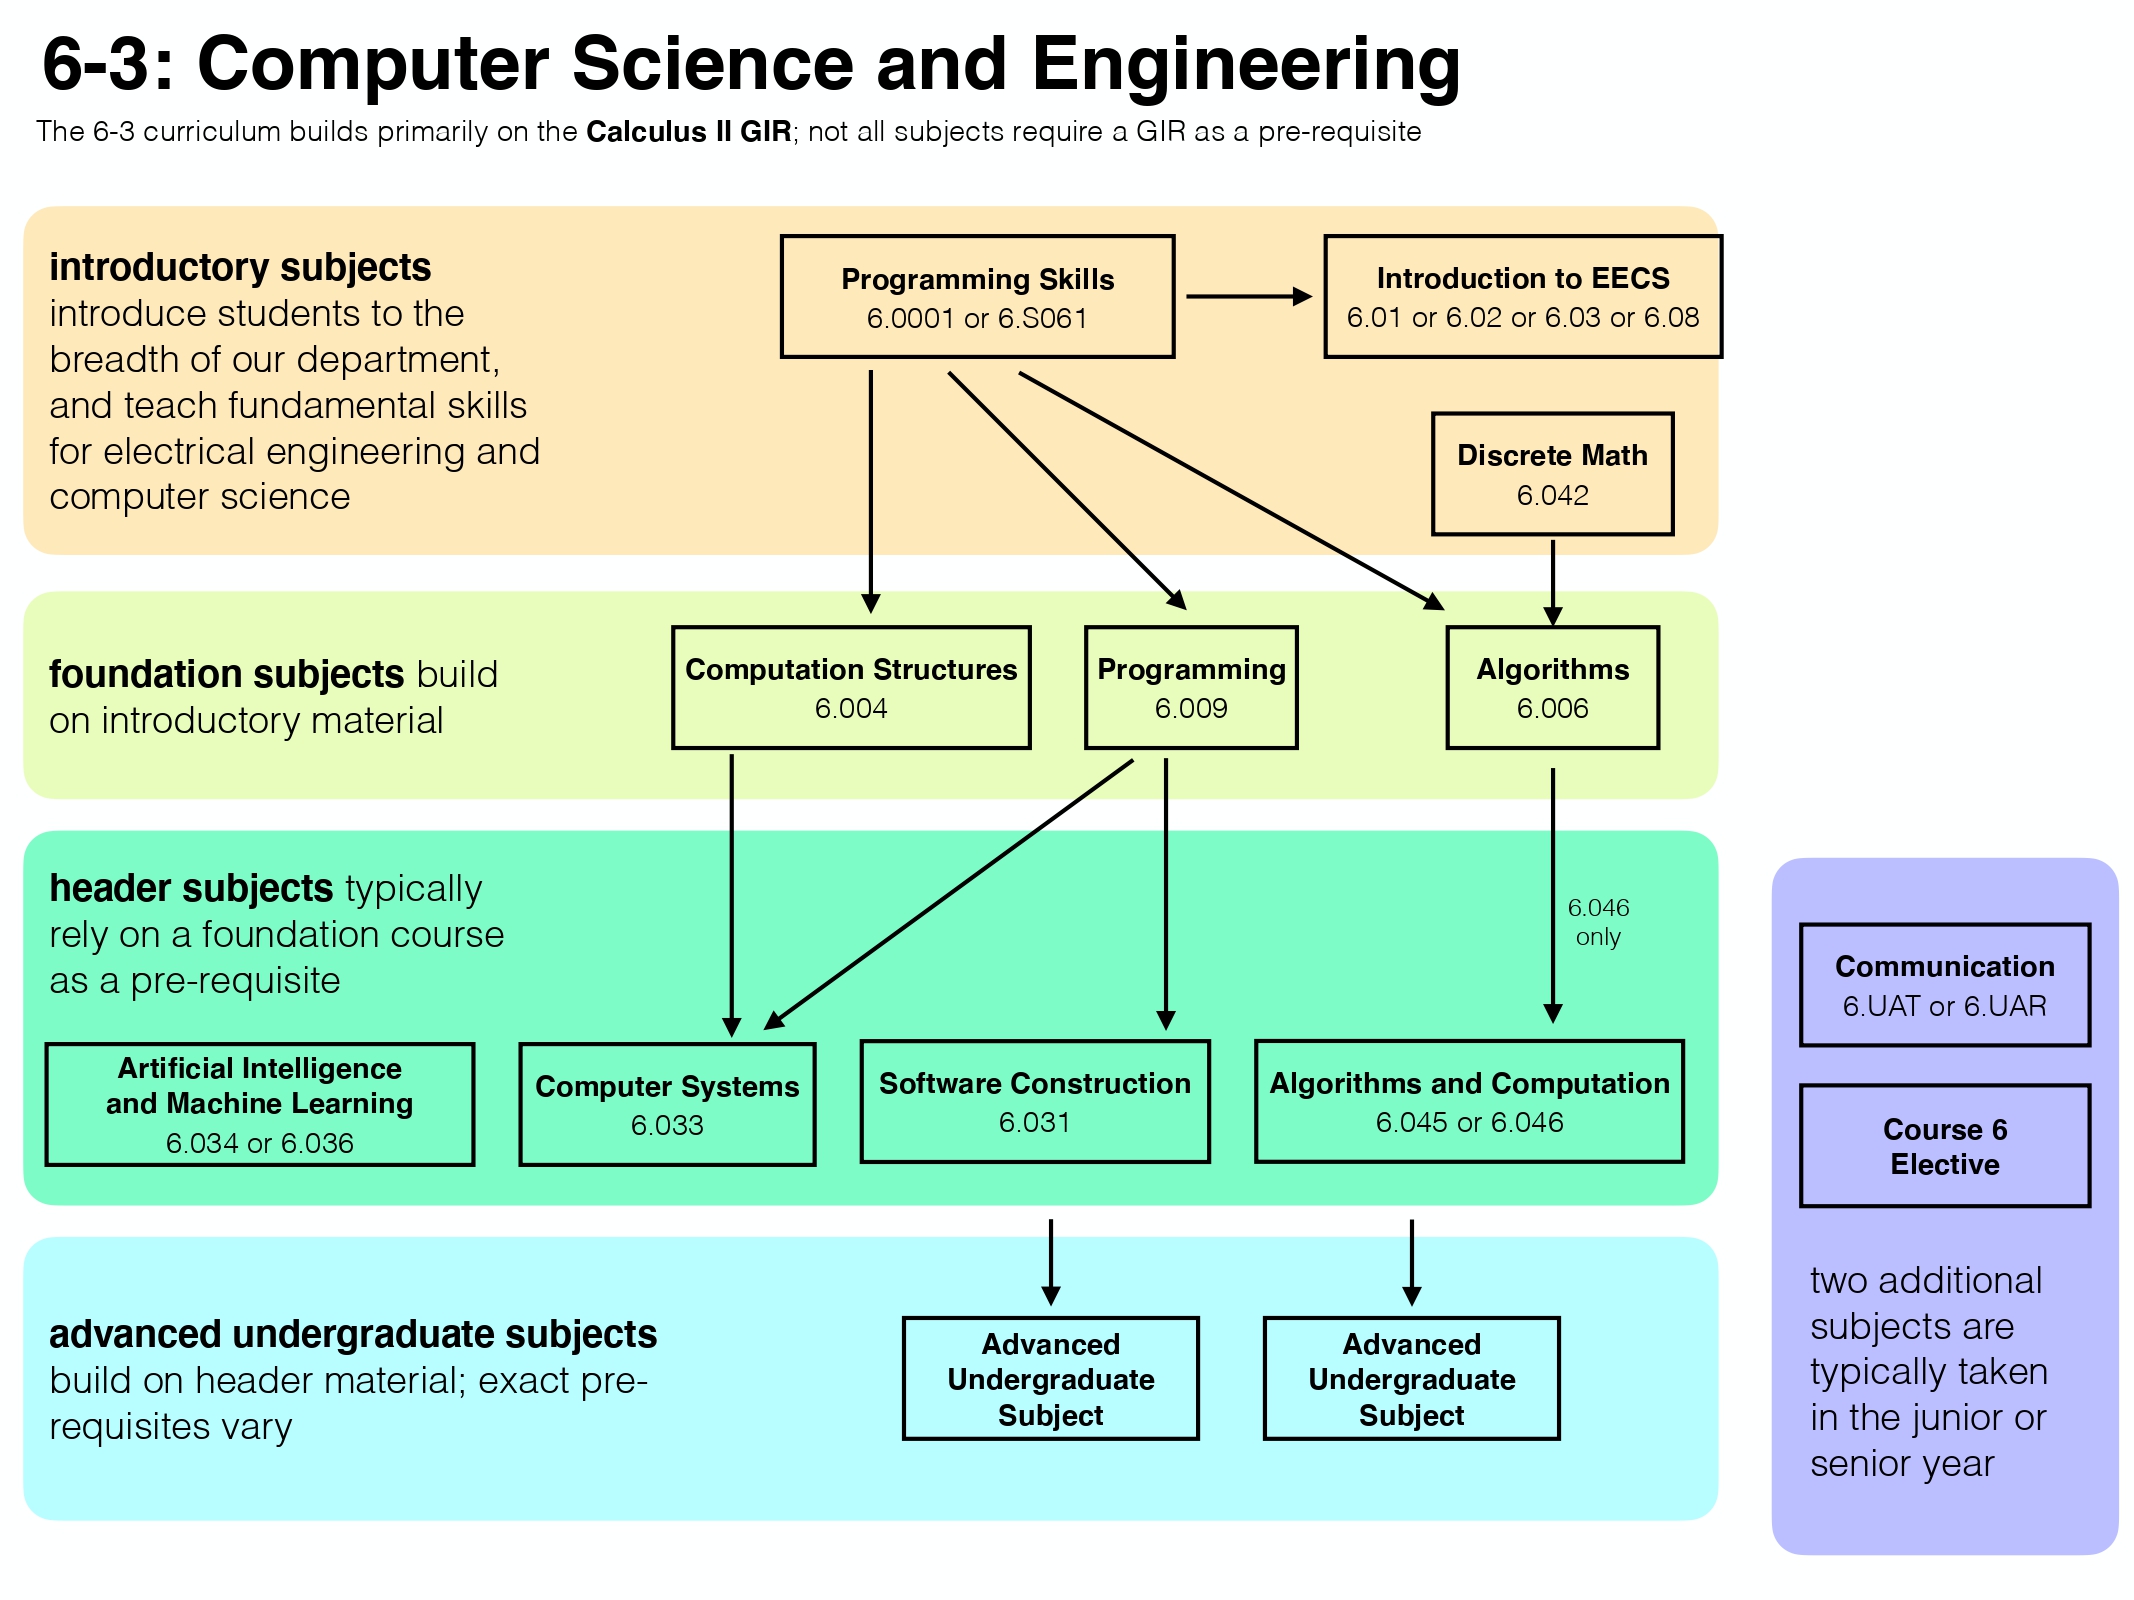 6-3: Computer Science and Engineering
The 6-3 curriculum builds primarily on the Calculus II GIR; not all subjects require a GIR as a pre-requisite
introductory subjects
introduce students to the
breadth of our department,
and teach fundamental skills
for electrical engineering and
computer science
Programming Skills
6.0001 or 6.S061
Introduction to EECS
6.01 or 6.02 or 6.03 or 6.08
Discrete Math
6.042
foundation subjects build
on introductory material
Computation Structures
6.004
Programming
6.009
Algorithms
6.006
header subjects typically
rely on a foundation course
as a pre-requisite
6.046
only
Artificial Intelligence
and Machine Learning
6.034 or 6.036
Computer Systems
6.033
Software Construction
6.031
Algorithms and Computation
6.045 or 6.046
advanced undergraduate subjects
build on header material; exact pre-
requisites vary
Advanced
Undergraduate
Subject
Advanced
Undergraduate
Subject
Communication
6.UAT or 6.UAR
Course 6
Elective
two additional
subjects are
typically taken
in the junior or
senior year